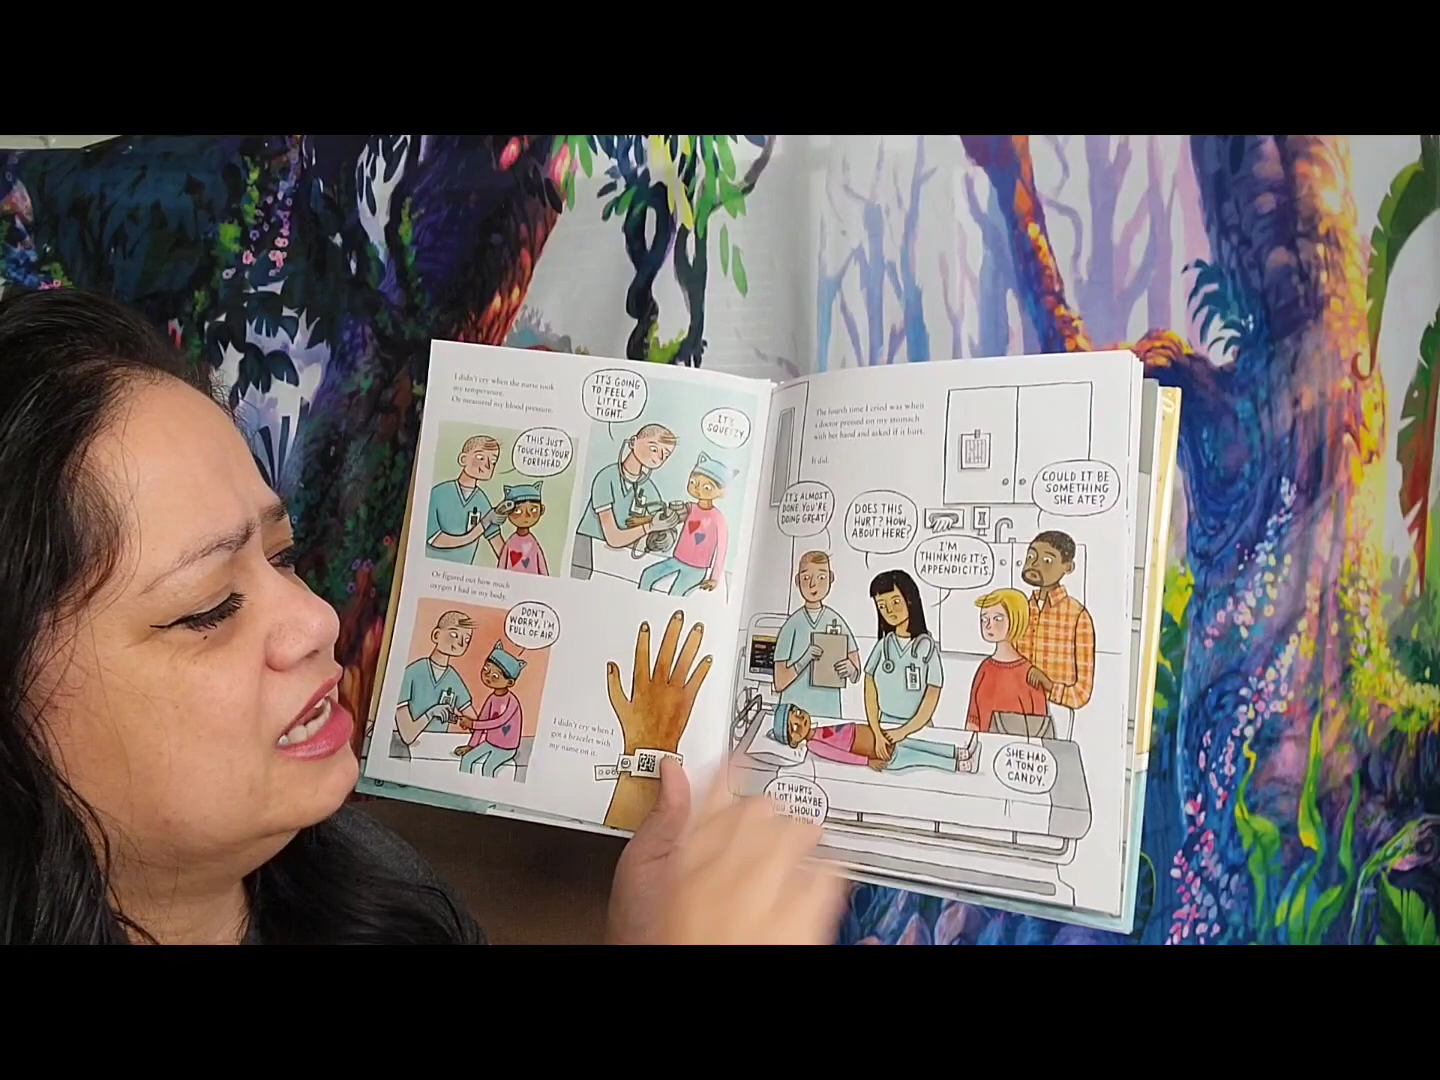 I didn't cry when the nurse took
my temperature.
Or measured my blood pressure.
THIS JUST
TOUCHES YOUR
FOREHEAD.
IT'S GOING
TO FEEL A
LITTLE
TIGHT.
IT'S
SQUEEZY.
Or figured out how much
oxygen I had in my body.
DON'T
WORRY, I'M
FULL OF AIR.
I didn't cry when I
got a bracelet with
my name on it.
The fourth time I cried was when
a doctor pressed on my stomach
with her hand and asked if it hurt.
It did.
IT'S ALMOST
DONE. YOU'RE
DOING GREAT!
DOES THIS
HURT? HOW
ABOUT HERE?
I'M
THINKING IT'S
APPENDICITIS.
COULD IT BE
SOMETHING
SHE ATE?
SHE HAD
A TON OF
CANDY.
IT HURTS
A LOT! MAYBE
YOU SHOULD